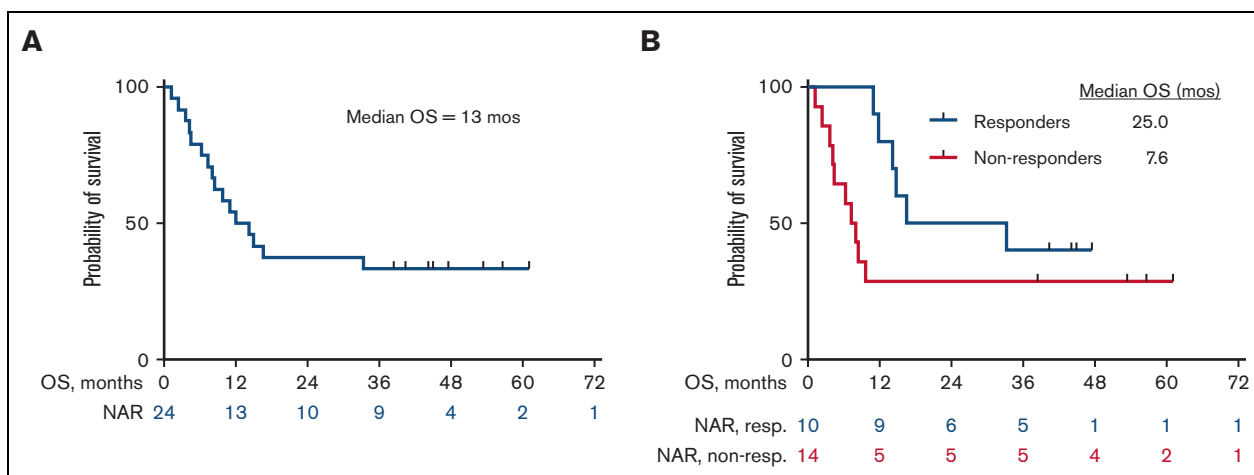 A
Probability of survival
100
50
0
Median OS = 13 mos
OS, months 0 12 24 36 48 60 72
NAR 24 13 10 9 4 2 1
B
Probability of survival
100
50
0
Median OS (mos)
Responders 25.0
Non-responders 7.6
OS, months 0 12 24 36 48 60 72
NAR, resp. 10 9 6 5 1 1 1
NAR, non-resp. 14 5 5 5 4 2 1